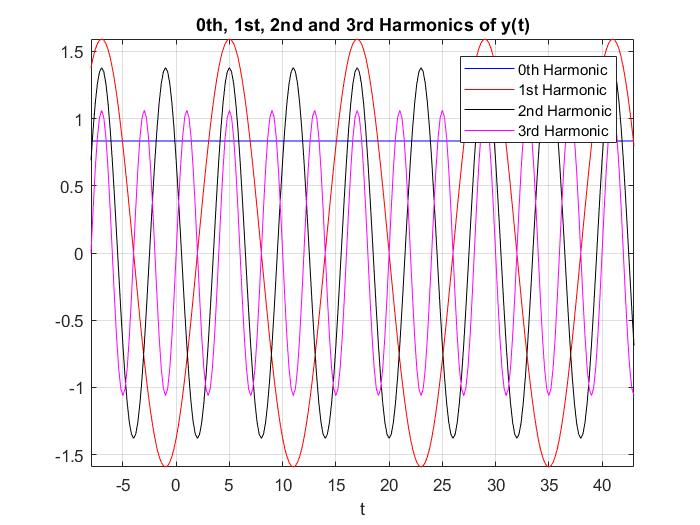 0th, 1st, 2nd and 3rd Harmonics of y(t)
1.5
1
0.5
0
-0.5
-1
-1.5
0th Harmonic
1st Harmonic
2nd Harmonic
3rd Harmonic
-5 0 5 10 15 20 25 30 35 40
t